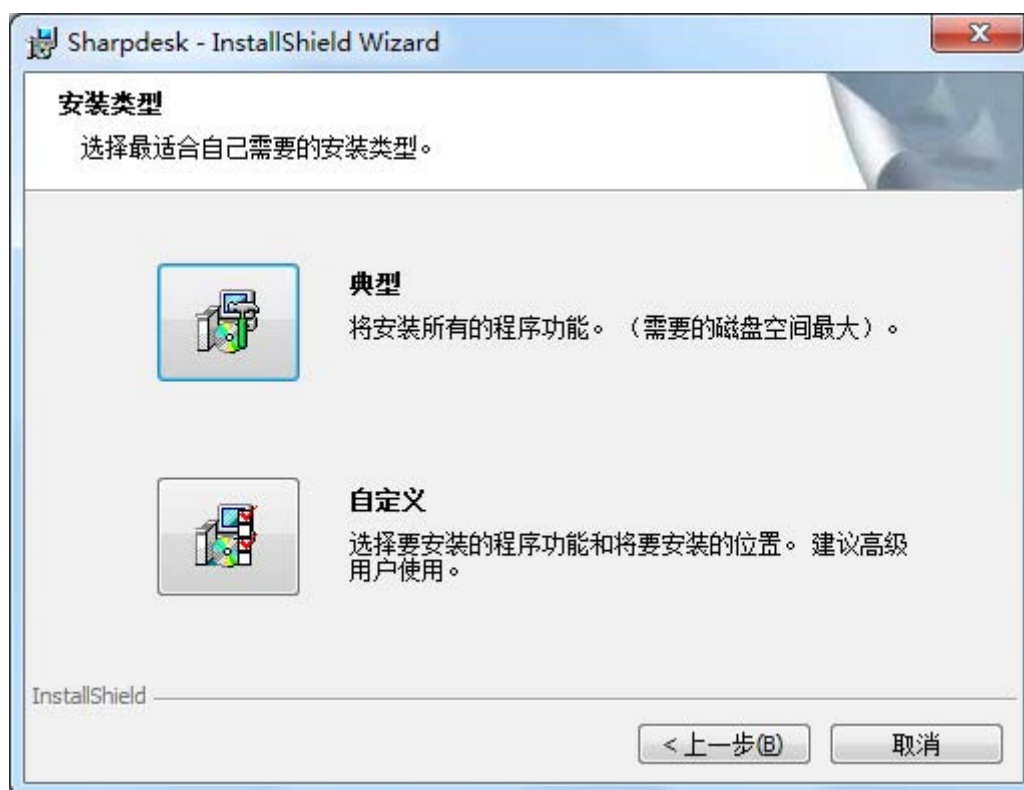 Sharpdesk - InstallShield Wizard
安装类型
选择最适合自己需要的安装类型。
典型
将安装所有的程序功能。（需要的磁盘空间最大）。
自定义
选择要安装的程序功能和将要安装的位置。 建议高级
用户使用。
InstallShield
<上一步(B)
取消